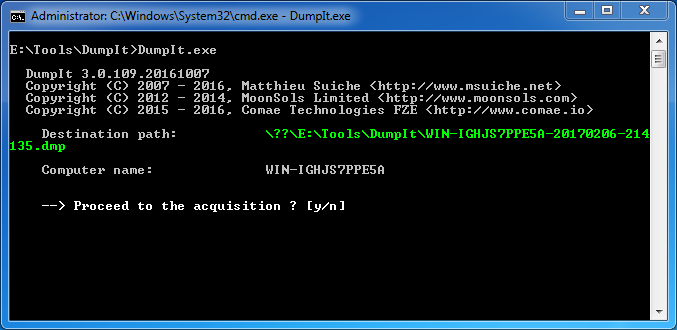 Administrator: C:\Windows\System32\cmd.exe - DumpIt.exe
E:\Tools\DumpIt>DumpIt.exe
DumpIt 3.0.109.20161007
Copyright (C) 2007 - 2016, Matthieu Suiche <http://www.msuiche.net>
Copyright (C) 2012 - 2014, MoonSols Limited <http://www.moonsols.com>
Copyright (C) 2015 - 2016, Comae Technologies FZE <http://www.comae.io>
Destination path: \??\E:\Tools\DumpIt\WIN-IGHJS7PPE5A-20170206-214
135.dmp
Computer name: WIN-IGHJS7PPE5A
--> Proceed to the acquisition ? [y/n]